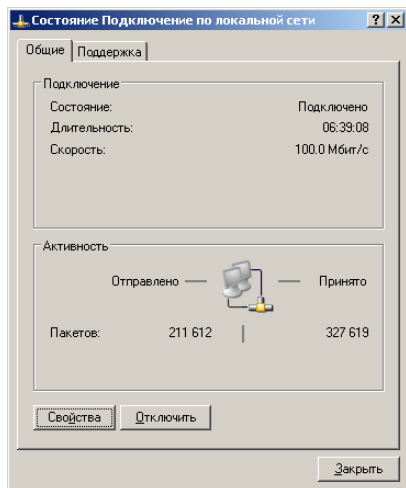 Состояние Подключение по локальной сети
Общие Поддержка
Подключение
Состояние: Подключено
Длительность: 06:39:08
Скорость: 100.0 Мбит/с
Активность
Отправлено — — Принято
Пакетов: 211 612 | 327 619
Свойства Отключить
Закрыть